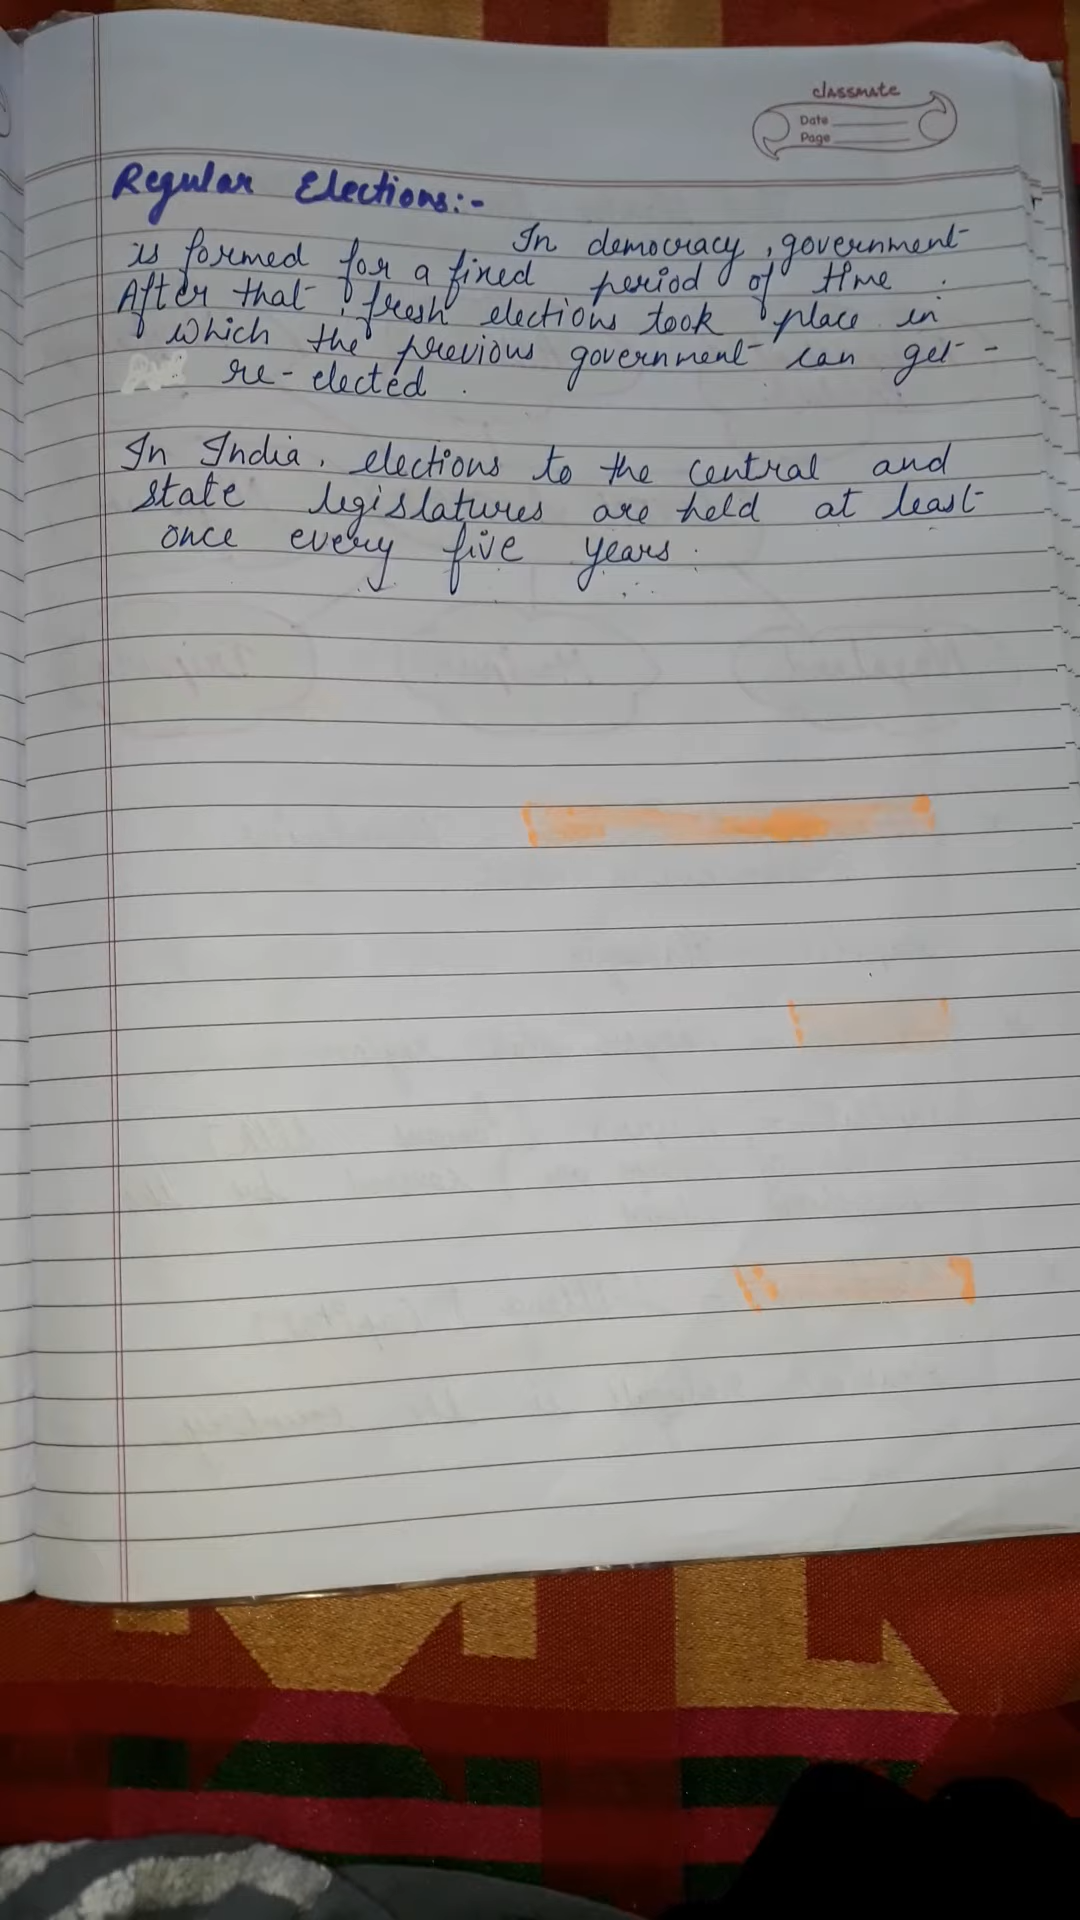 classmate
Date
Page
Regular Elections:-
In democracy, government
is formed for a fixed period of time.
After that, fresh elections took place in
which the previous government can get -
re-elected.
In India, elections to the central and
state legislatures are held at least
once every five years.